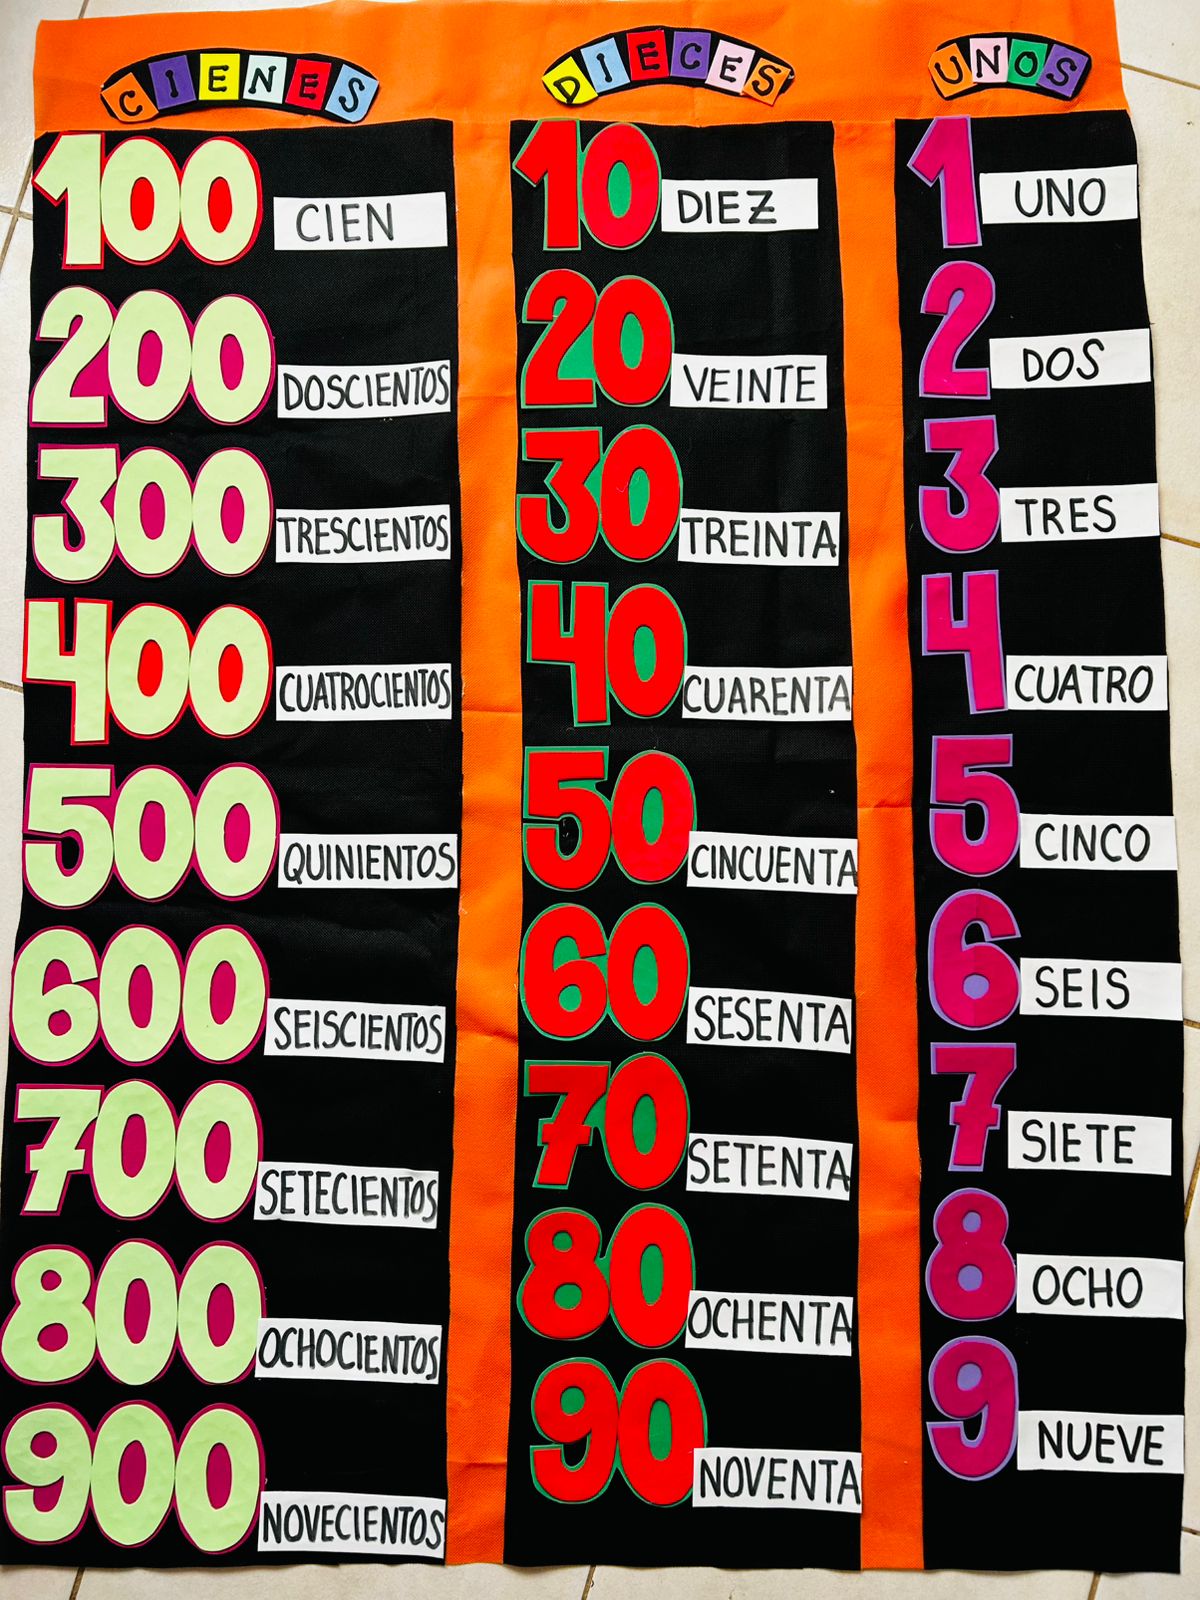 CIENES
100 CIEN
200 DOSCIENTOS
300 TRESCIENTOS
400 CUATROCIENTOS
500 QUINIENTOS
600 SEISCIENTOS
700 SETECIENTOS
800 OCHOCIENTOS
900 NOVECIENTOS
DIECES
10 DIEZ
20 VEINTE
30 TREINTA
40 CUARENTA
50 CINCUENTA
60 SESENTA
70 SETENTA
80 OCHENTA
90 NOVENTA
UNOS
1 UNO
2 DOS
3 TRES
4 CUATRO
5 CINCO
6 SEIS
7 SIETE
8 OCHO
9 NUEVE